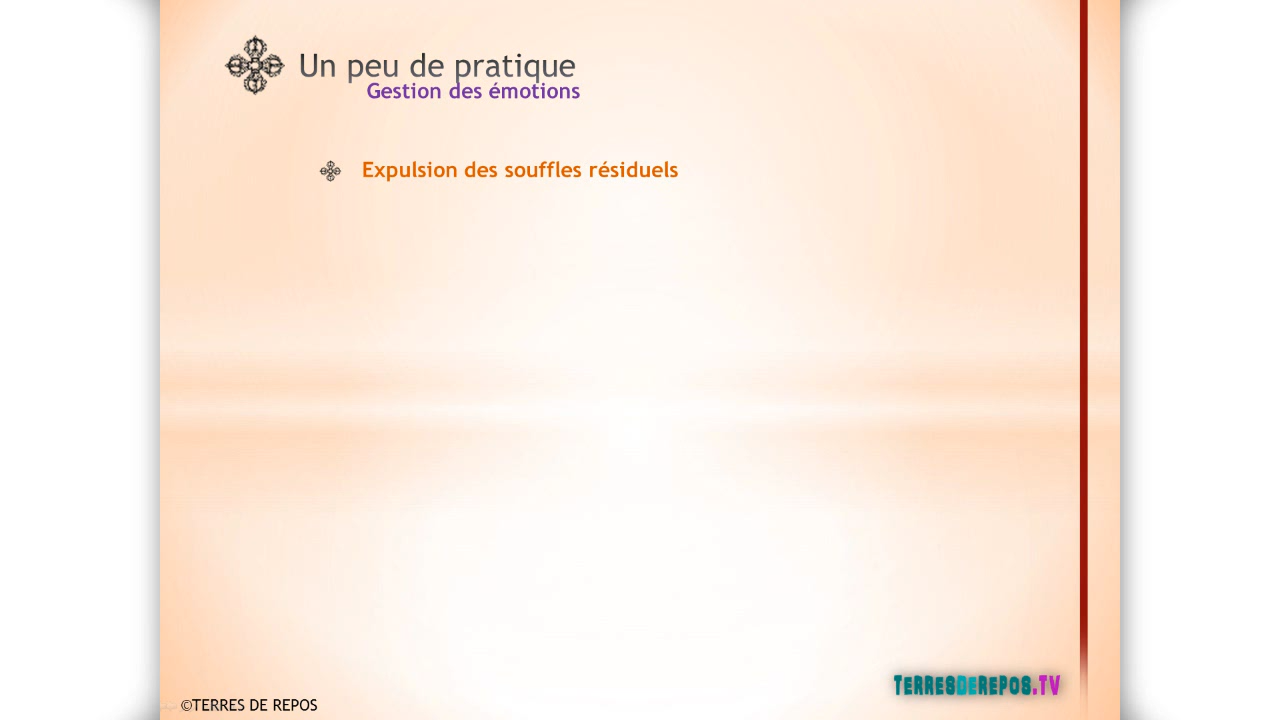 Un peu de pratique
Gestion des émotions
Expulsion des souffles résiduels
TERRESDEREPOS.TV
©TERRES DE REPOS